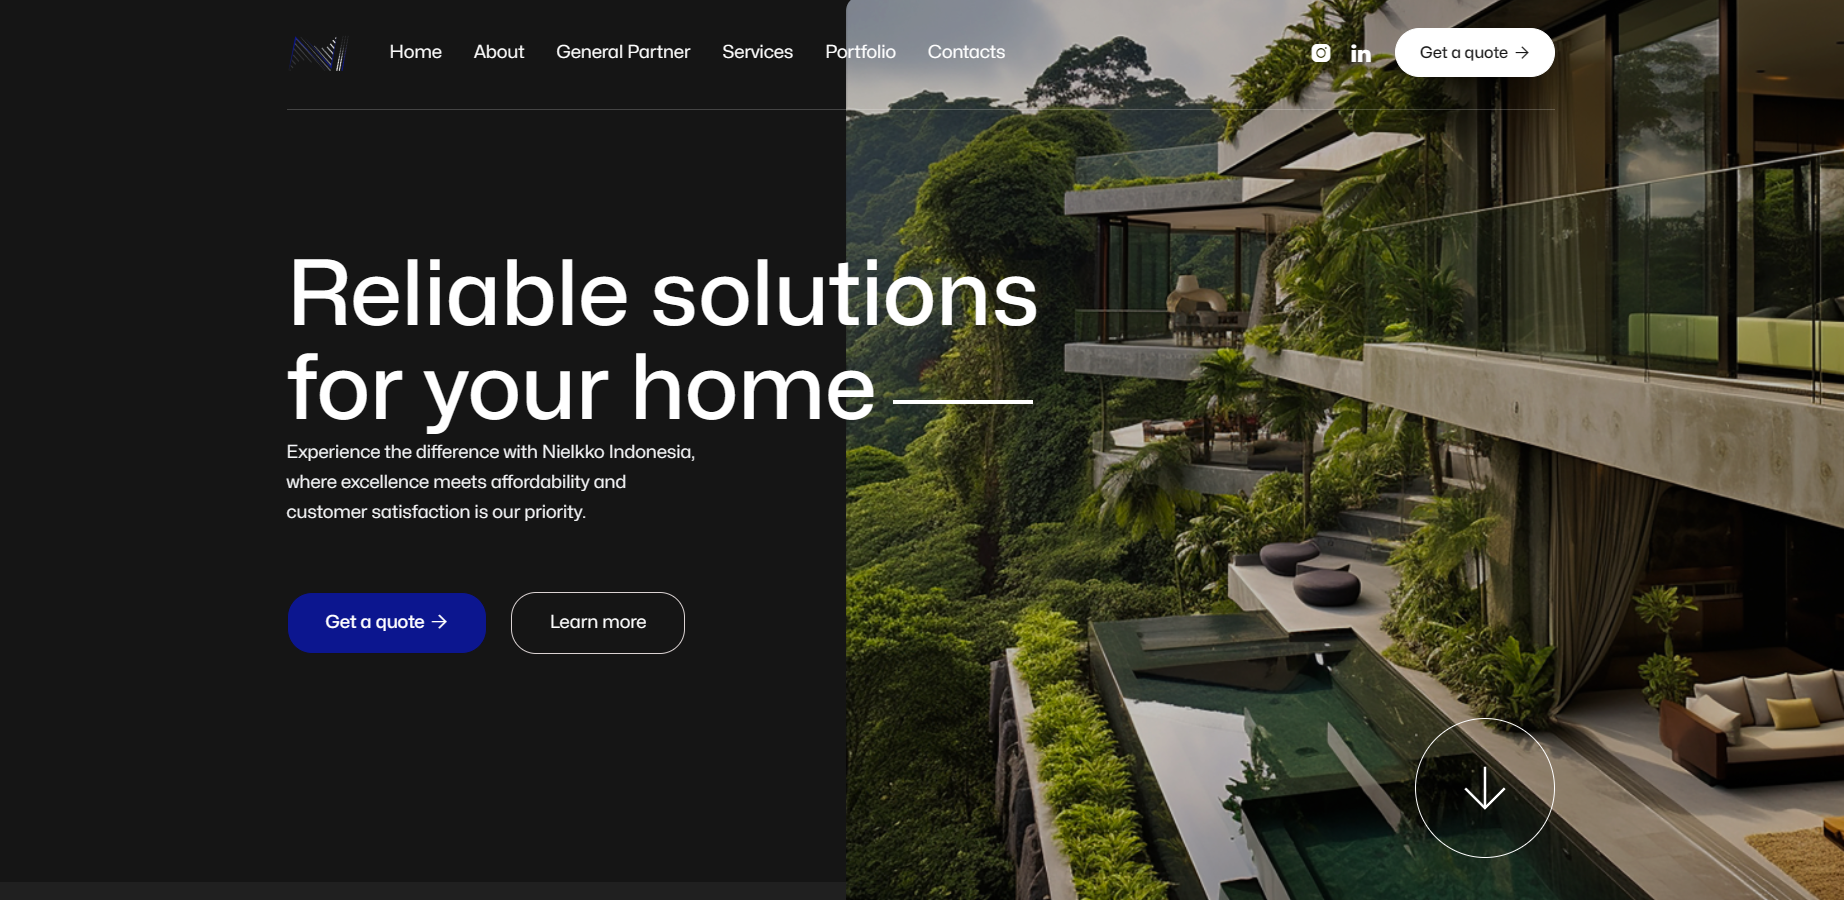 Home About General Partner Services Portfolio Contacts Get a quote →
Reliable solutions
for your home
Experience the difference with Nielkko Indonesia,
where excellence meets affordability and
customer satisfaction is our priority.
Get a quote → Learn more